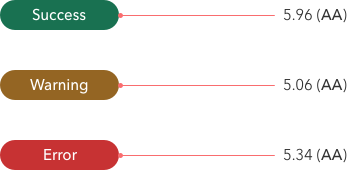 Success 5.96 (AA)
Warning 5.06 (AA)
Error 5.34 (AA)